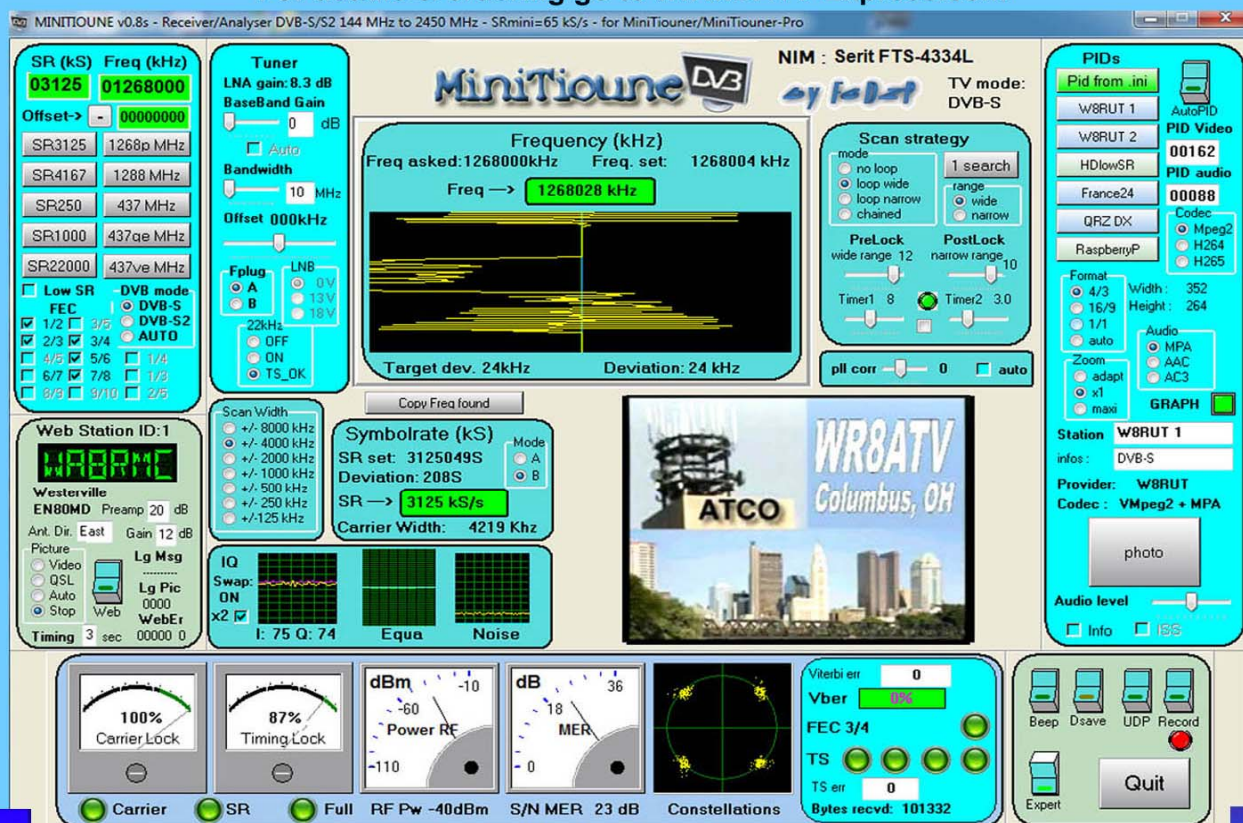 MINITIOUNE v0.8s - Receiver/Analyser DVB-S/S2 144 MHz to 2450 MHz - SRmini=65 kS/s - for MiniTiouner/MiniTiouner-Pro
SR (kS) Freq (kHz)
03125 01268000
Offset-> - 00000000
SR3125 1268p MHz
SR4167 1288 MHz
SR250 437 MHz
SR1000 437qe MHz
SR22000 437ve MHz
Low SR
FEC
1/2 3/5
2/3 3/4
4/5 5/6 1/4
6/7 7/8 1/3
8/9 9/10 2/5
DVB mode
DVB-S
DVB-S2
AUTO
Tuner
LNA gain: 8.3 dB
BaseBand Gain
0 dB
Auto
Bandwidth
10 MHz
Offset 000kHz
Fplug
A
B
LNB
0V
13V
18V
22kHz
OFF
ON
TS_OK
MiniTioune DVB
NIM : Serit FTS-4334L
TV mode:
DVB-S
Frequency (kHz)
Freq asked:1268000kHz Freq. set: 1268004 kHz
Freq —> 1268028 kHz
Target dev. 24kHz Deviation: 24 kHz
Scan strategy
mode
no loop
loop wide
loop narrow
chained
1 search
range
wide
narrow
PreLock
wide range 12
PostLock
narrow range 10
Timer1 8 Timer2 3.0
pll corr 0 auto
PIDs
Pid from .ini
W8RUT 1
W8RUT 2
HDlowSR
France24
QRZ DX
RaspberryP
AutoPID
PID Video
00162
PID audio
00088
Codec
Mpeg2
H264
H265
Format
4/3
16/9
1/1
auto
Width : 352
Height : 264
Audio
MPA
AAC
AC3
Zoom
adapt
x1
maxi
GRAPH
Station W8RUT 1
infos : DVB-S
Provider: W8RUT
Codec : VMpeg2 + MPA
photo
Audio level
Info ISS
Web Station ID:1
WA8RMC
Westerville
EN80MD Preamp 20 dB
Ant. Dir. East Gain 12 dB
Picture
Video
QSL
Auto
Stop
Web
Lg Msg
----------
Lg Pic
0000
WebEr
00000 0
Timing 3 sec
Scan Width
+/- 8000 kHz
+/- 4000 kHz
+/- 2000 kHz
+/- 1000 kHz
+/- 500 kHz
+/- 250 kHz
+/-125 kHz
Copy Freq found
Symbolrate (kS)
SR set: 3125049S
Deviation: 208S
SR —> 3125 kS/s
Carrier Width: 4219 Khz
Mode
A
B
IQ
Swap:
ON
x2
I: 75 Q: 74 Equa Noise
WR8ATV
Columbus, OH
ATCO
100%
Carrier Lock
87%
Timing Lock
dBm
-10
-60
-110
Power RF
dB
36
18
0
MER
Carrier SR Full RF Pw -40dBm S/N MER 23 dB Constellations
Viterbi err 0
Vber 0%
FEC 3/4
TS
TS err 0
Bytes recvd: 101332
Beep Dsave UDP Record
Expert
Quit